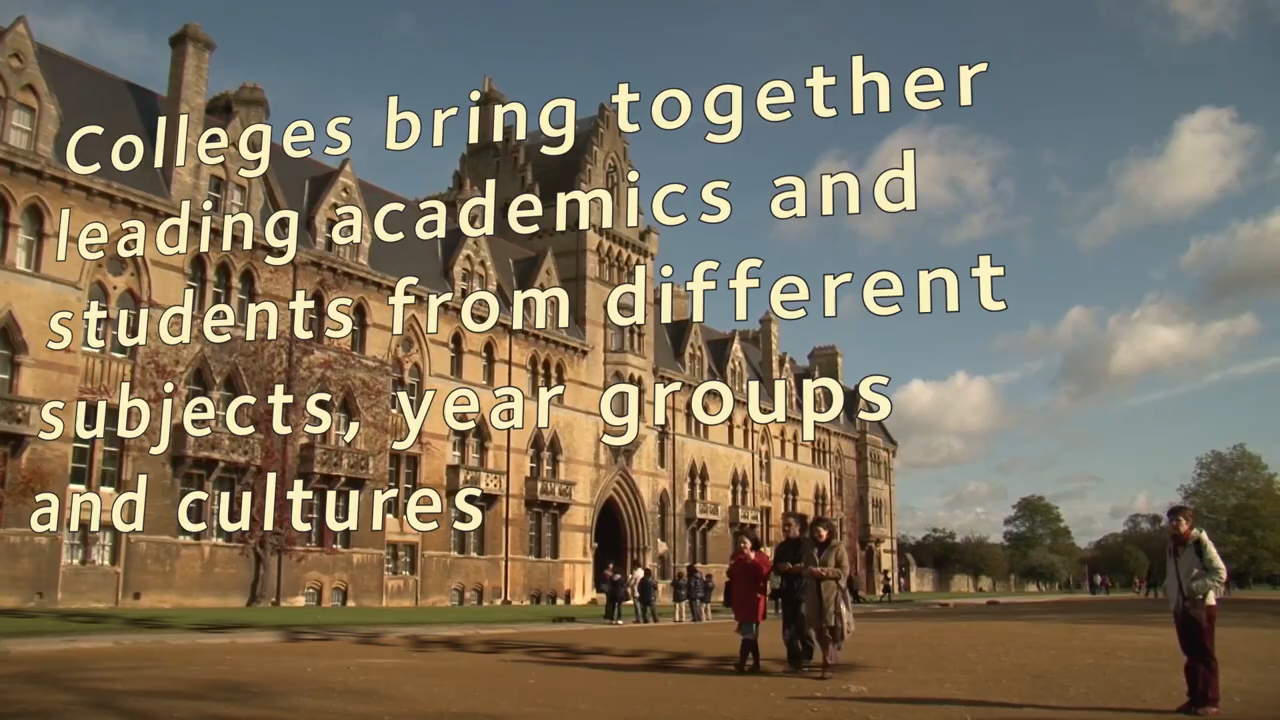 Colleges bring together
leading academics and
students from different
subjects, year groups
and cultures